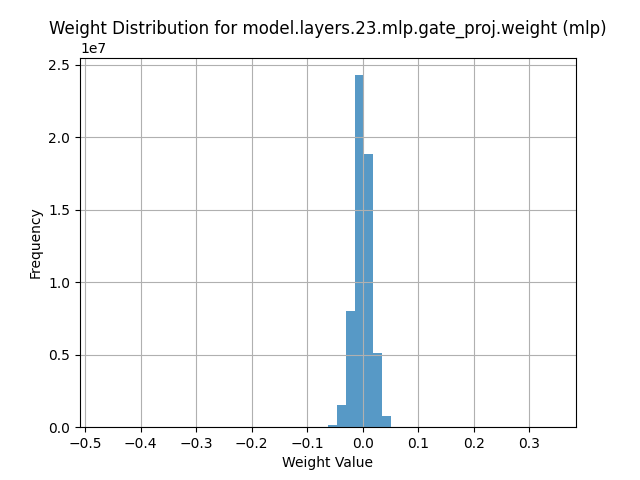 Weight Distribution for model.layers.23.mlp.gate_proj.weight (mlp)
1e7
2.5
2.0
1.5
1.0
0.5
0.0
Frequency
−0.5 −0.4 −0.3 −0.2 −0.1 0.0 0.1 0.2 0.3
Weight Value